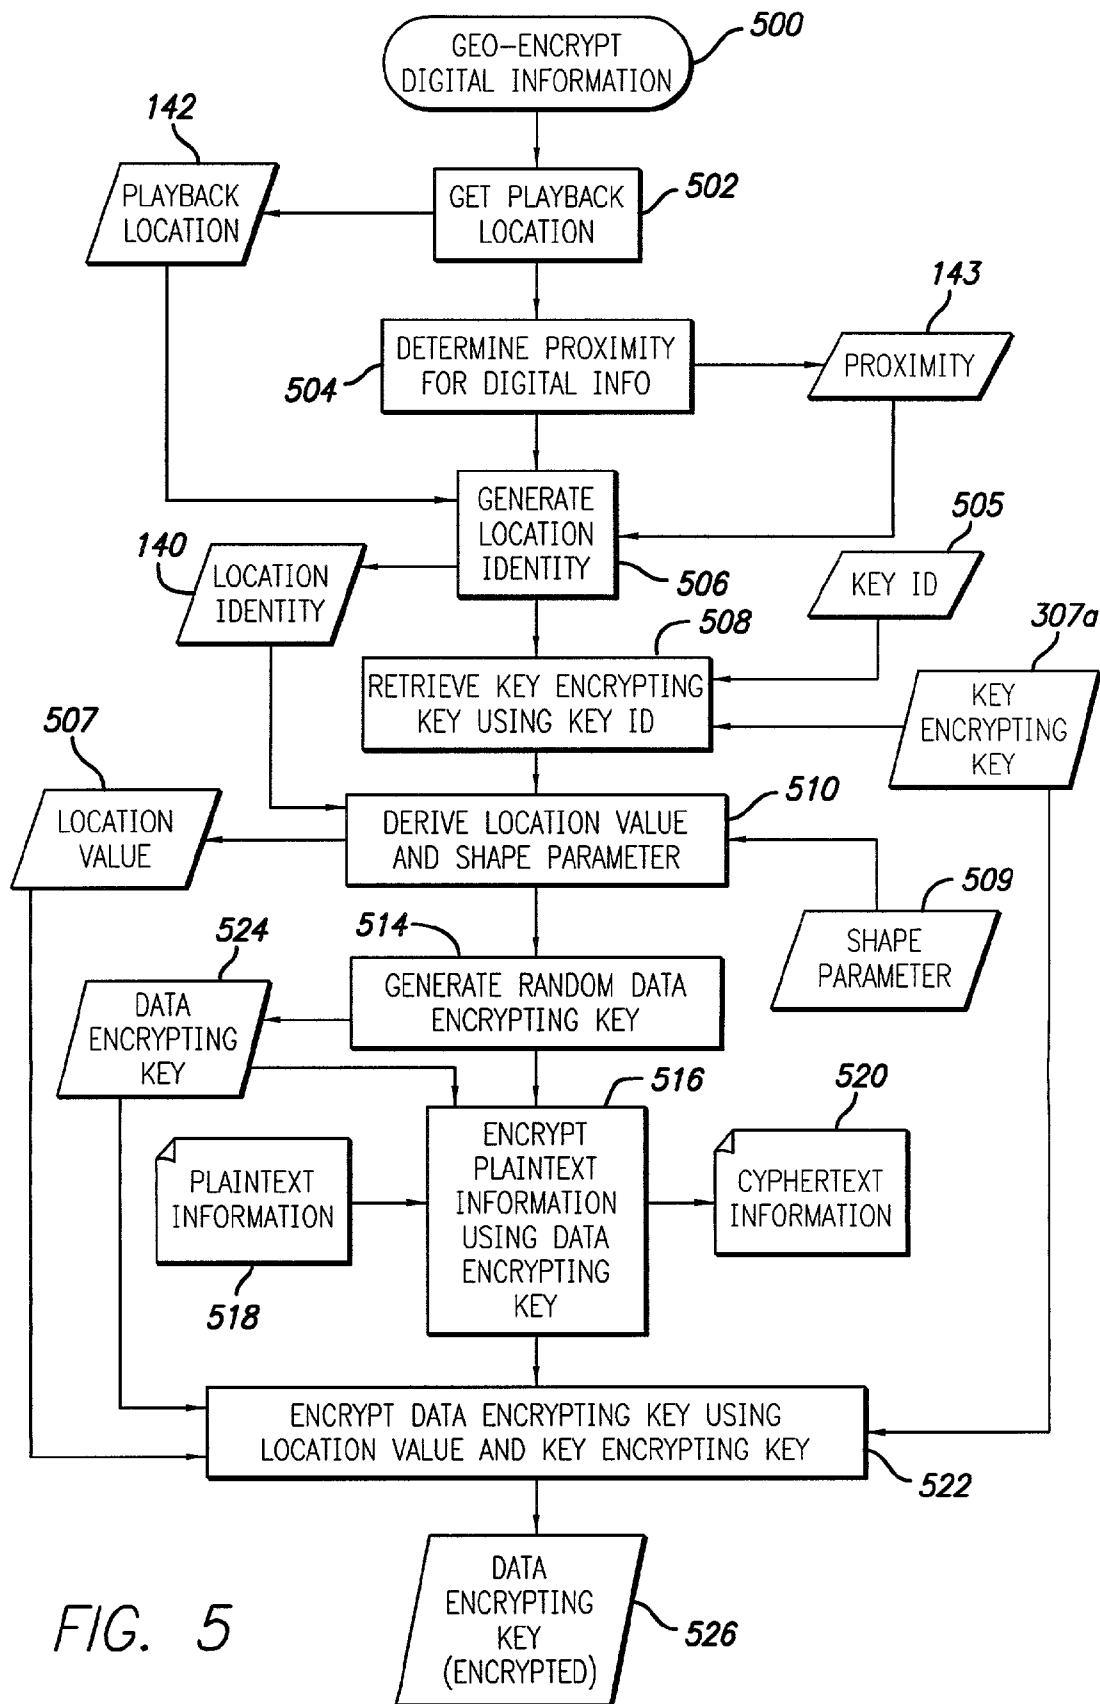 500
GEO-ENCRYPT
DIGITAL INFORMATION
142
PLAYBACK
LOCATION
GET PLAYBACK
LOCATION
502
143
DETERMINE PROXIMITY
FOR DIGITAL INFO
504
PROXIMITY
GENERATE
LOCATION
IDENTITY
506
505
KEY ID
140
LOCATION
IDENTITY
508
RETRIEVE KEY ENCRYPTING
KEY USING KEY ID
307a
KEY
ENCRYPTING
KEY
507
LOCATION
VALUE
510
DERIVE LOCATION VALUE
AND SHAPE PARAMETER
509
SHAPE
PARAMETER
524
DATA
ENCRYPTING
KEY
514
GENERATE RANDOM DATA
ENCRYPTING KEY
516
ENCRYPT
PLAINTEXT
INFORMATION
USING DATA
ENCRYPTING
KEY
520
CYPHERTEXT
INFORMATION
PLAINTEXT
INFORMATION
518
ENCRYPT DATA ENCRYPTING KEY USING
LOCATION VALUE AND KEY ENCRYPTING KEY
522
DATA
ENCRYPTING
KEY
(ENCRYPTED)
526
FIG. 5